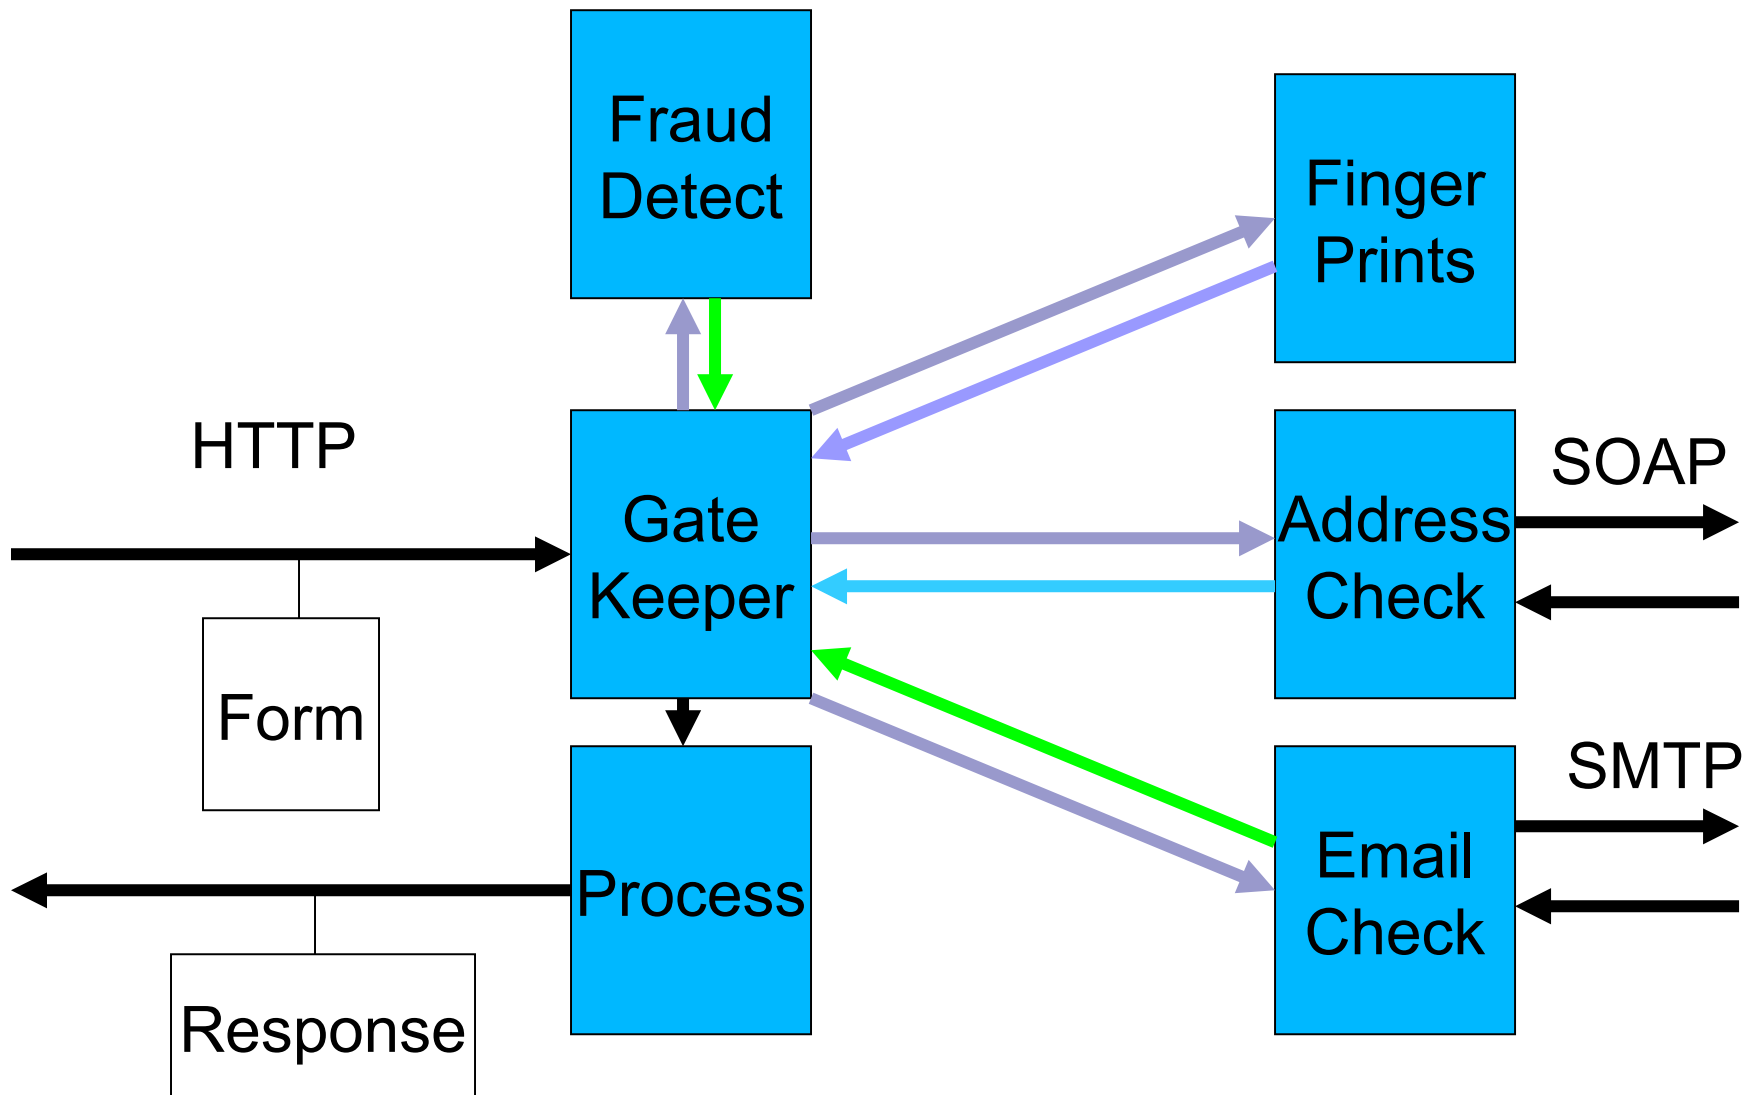 Fraud
Detect
Finger
Prints
HTTP
SOAP
Gate
Keeper
Address
Check
Form
SMTP
Process
Email
Check
Response